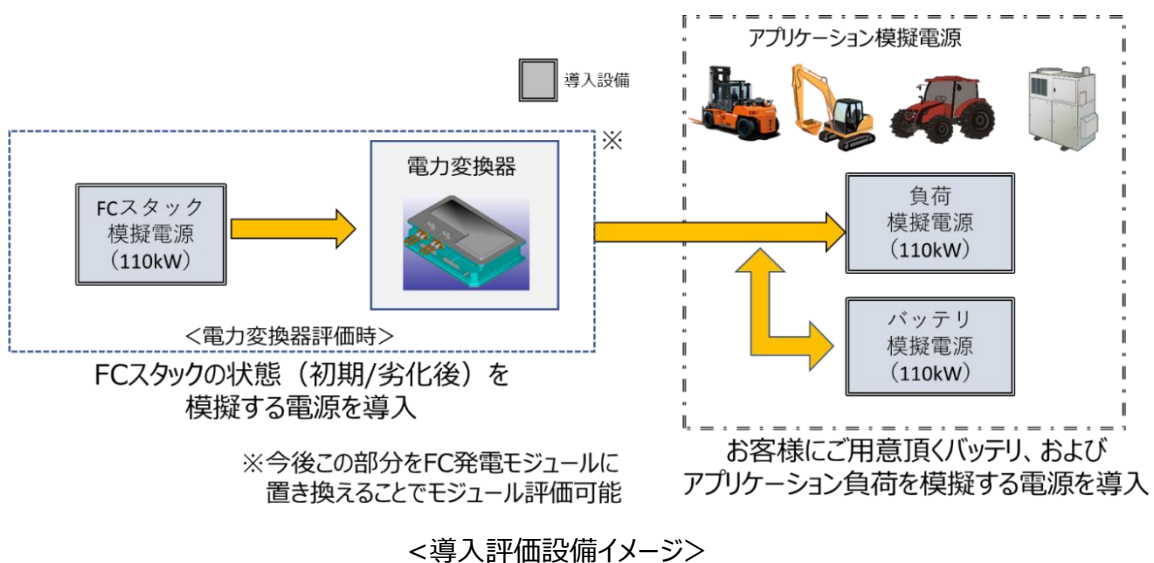 アプリケーション模擬電源
導入設備
※
電力変換器
FCスタック
模擬電源
（110kW）
負荷
模擬電源
（110kW）
バッテリ
模擬電源
（110kW）
＜電力変換器評価時＞
FCスタックの状態（初期/劣化後）を
模擬する電源を導入
※今後この部分をFC発電モジュールに
置き換えることでモジュール評価可能
お客様にご用意頂くバッテリ、および
アプリケーション負荷を模擬する電源を導入
＜導入評価設備イメージ＞